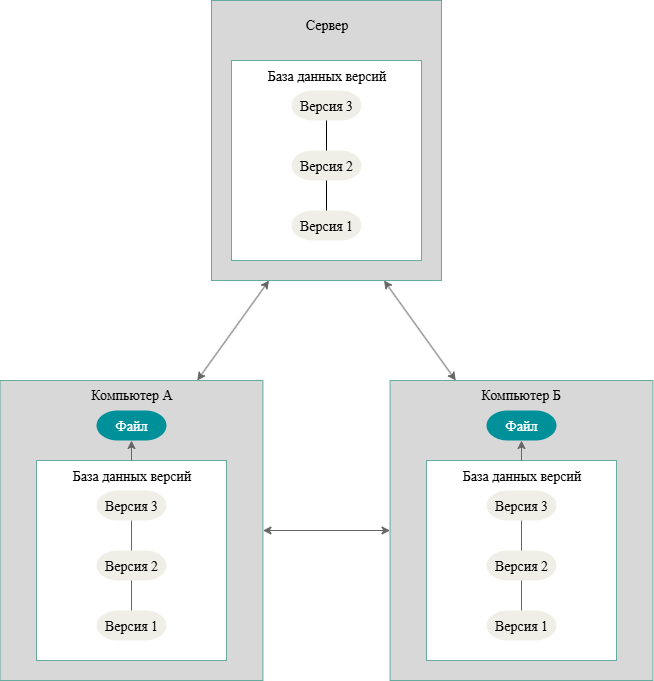 Сервер
База данных версий
Версия 3
Версия 2
Версия 1
Компьютер А
Файл
База данных версий
Версия 3
Версия 2
Версия 1
Компьютер Б
Файл
База данных версий
Версия 3
Версия 2
Версия 1